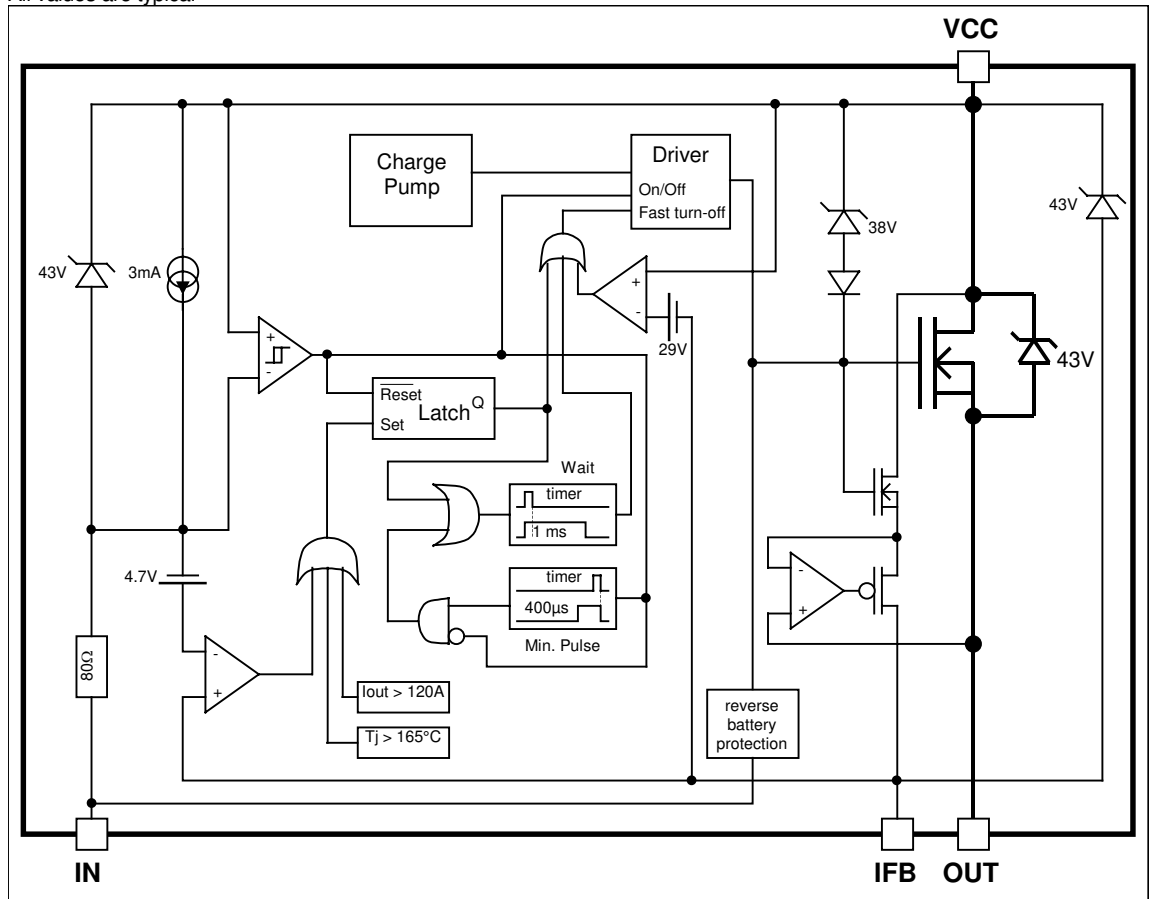 All values are typical
VCC
Charge
Pump
Driver
On/Off
Fast turn-off
43V
3mA
38V
43V
+
-
29V
+
-
43V
Reset
Latch
Q
Set
Wait
timer
1 ms
4.7V
timer
400µs
Min. Pulse
-
+
80Ω
-
+
Iout > 120A
Tj > 165°C
reverse
battery
protection
IN
IFB
OUT